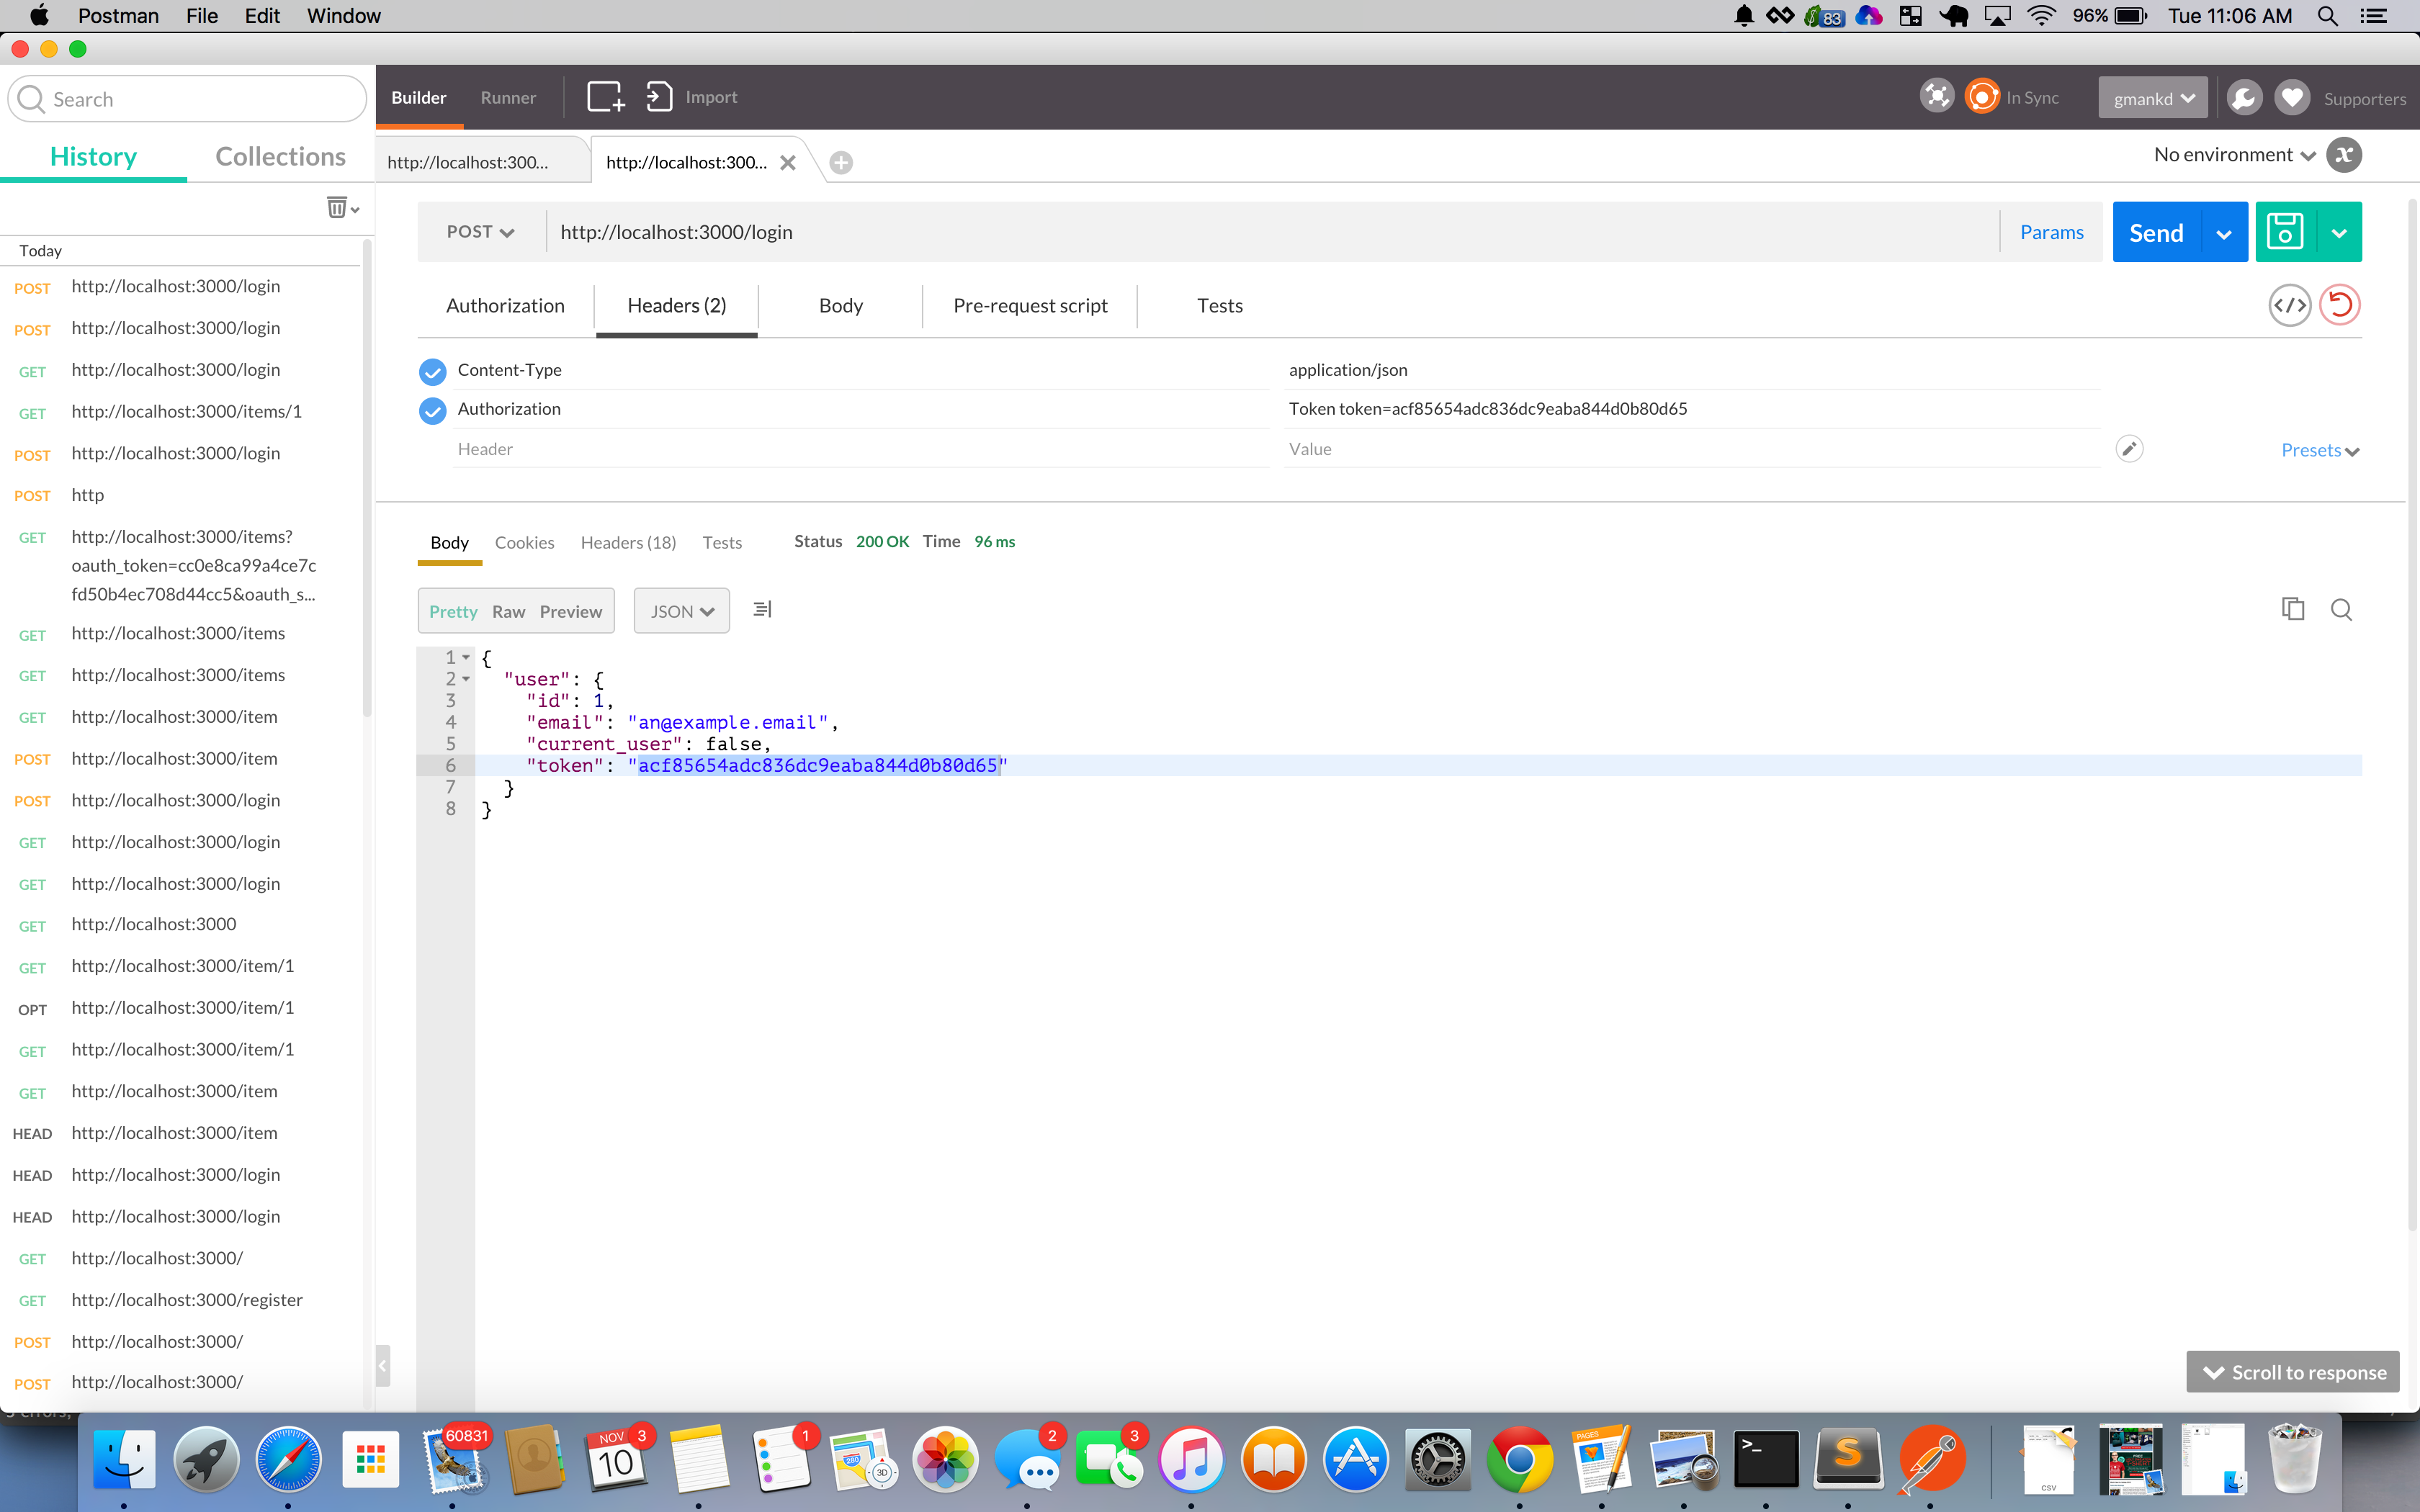 Postman File Edit Window
83 96% Tue 11:06 AM
Search
Builder Runner Import
In Sync gmankd Supporters
History Collections
http://localhost:300... http://localhost:300...
No environment x
Today
POST http://localhost:3000/login
POST http://localhost:3000/login
GET http://localhost:3000/login
GET http://localhost:3000/items/1
POST http://localhost:3000/login
POST http
GET http://localhost:3000/items?
oauth_token=cc0e8ca99a4ce7c
fd50b4ec708d44cc5&oauth_s...
GET http://localhost:3000/items
GET http://localhost:3000/items
GET http://localhost:3000/item
POST http://localhost:3000/item
POST http://localhost:3000/login
GET http://localhost:3000/login
GET http://localhost:3000/login
GET http://localhost:3000
GET http://localhost:3000/item/1
OPT http://localhost:3000/item/1
GET http://localhost:3000/item/1
GET http://localhost:3000/item
HEAD http://localhost:3000/item
HEAD http://localhost:3000/login
HEAD http://localhost:3000/login
GET http://localhost:3000/
GET http://localhost:3000/register
POST http://localhost:3000/
POST http://localhost:3000/
POST http://localhost:3000/login Params Send
Authorization Headers (2) Body Pre-request script Tests
</>
Content-Type application/json
Authorization Token token=acf85654adc836dc9eaba844d0b80d65
Header Value
Presets
Body Cookies Headers (18) Tests Status 200 OK Time 96 ms
Pretty Raw Preview JSON
1 {
2 "user": {
3 "id": 1,
4 "email": "an@example.email",
5 "current_user": false,
6 "token": "acf85654adc836dc9eaba844d0b80d65"
7 }
8 }
Scroll to response
60831 NOV 10 3 1 280 3D 2 3 PAGES >_ S CSV